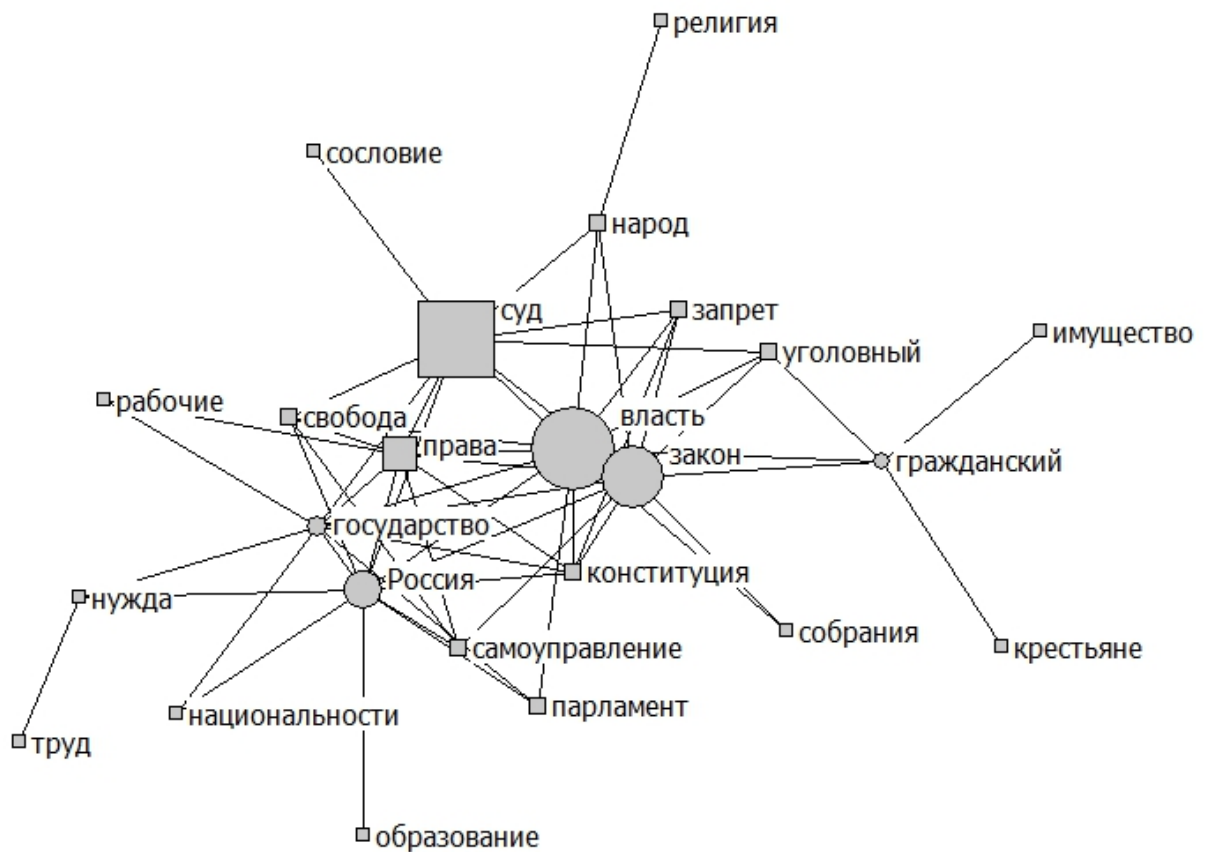 религия
сословие
народ
суд
запрет
имущество
уголовный
рабочие
свобода
власть
права
закон
гражданский
государство
Россия
конституция
нужда
собрания
самоуправление
крестьяне
парламент
национальности
труд
образование